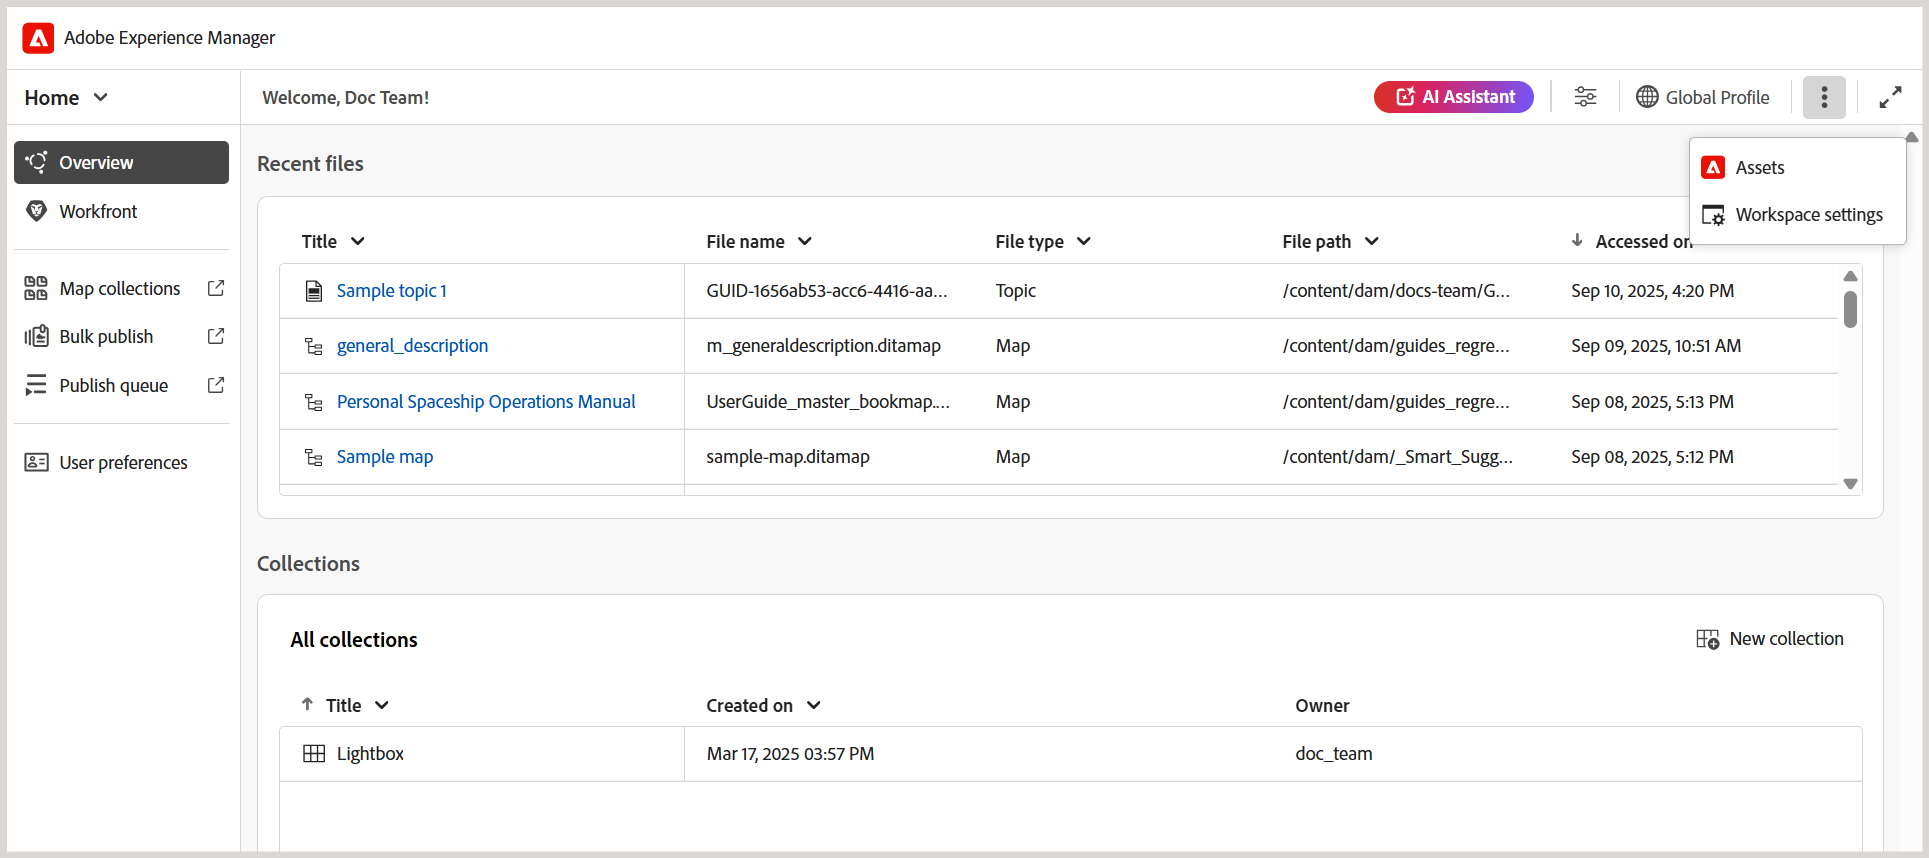 Adobe Experience Manager
Home
Welcome, Doc Team!
AI Assistant
Global Profile
Assets
Workspace settings
Overview
Workfront
Map collections
Bulk publish
Publish queue
User preferences
Recent files
Title File name File type File path Accessed on
Sample topic 1 GUID-1656ab53-acc6-4416-aa... Topic /content/dam/docs-team/G... Sep 10, 2025, 4:20 PM
general_description m_generaldescription.ditamap Map /content/dam/guides_regre... Sep 09, 2025, 10:51 AM
Personal Spaceship Operations Manual UserGuide_master_bookmap.... Map /content/dam/guides_regre... Sep 08, 2025, 5:13 PM
Sample map sample-map.ditamap Map /content/dam/_Smart_Sugg... Sep 08, 2025, 5:12 PM
Collections
All collections
New collection
Title Created on Owner
Lightbox Mar 17, 2025 03:57 PM doc_team